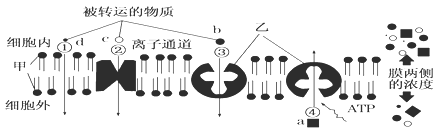 被转运的物质
细胞内 ① d c ② 离子通道 b ③ 乙
甲
细胞外 a ④ ATP
膜两侧的浓度